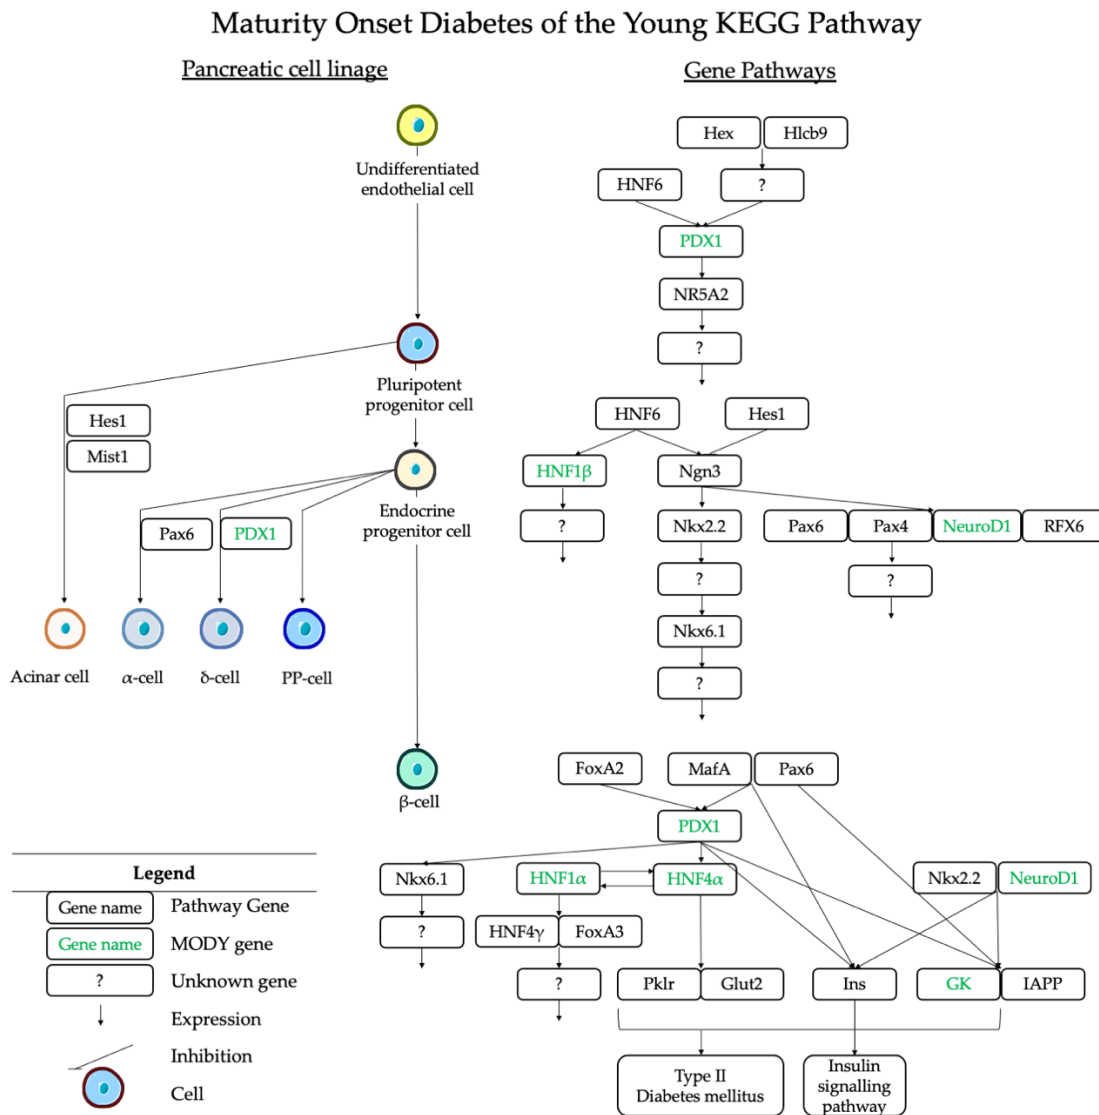 Maturity Onset Diabetes of the Young KEGG Pathway
Pancreatic cell linage
Gene Pathways
Undifferentiated
endothelial cell
Pluripotent
progenitor cell
Hes1
Mist1
Endocrine
progenitor cell
Pax6
PDX1
Acinar cell
α-cell
δ-cell
PP-cell
β-cell
Hex
Hlcb9
HNF6
?
PDX1
NR5A2
?
HNF6
Hes1
HNF1β
Ngn3
?
Nkx2.2
Pax6
Pax4
NeuroD1
RFX6
?
?
Nkx6.1
?
FoxA2
MafA
Pax6
PDX1
Nkx6.1
HNF1α
HNF4α
Nkx2.2
NeuroD1
?
HNF4γ
FoxA3
?
Pklr
Glut2
Ins
GK
IAPP
Type II
Diabetes mellitus
Insulin
signalling
pathway
Legend
Gene name
Pathway Gene
Gene name
MODY gene
?
Unknown gene
Expression
Inhibition
Cell